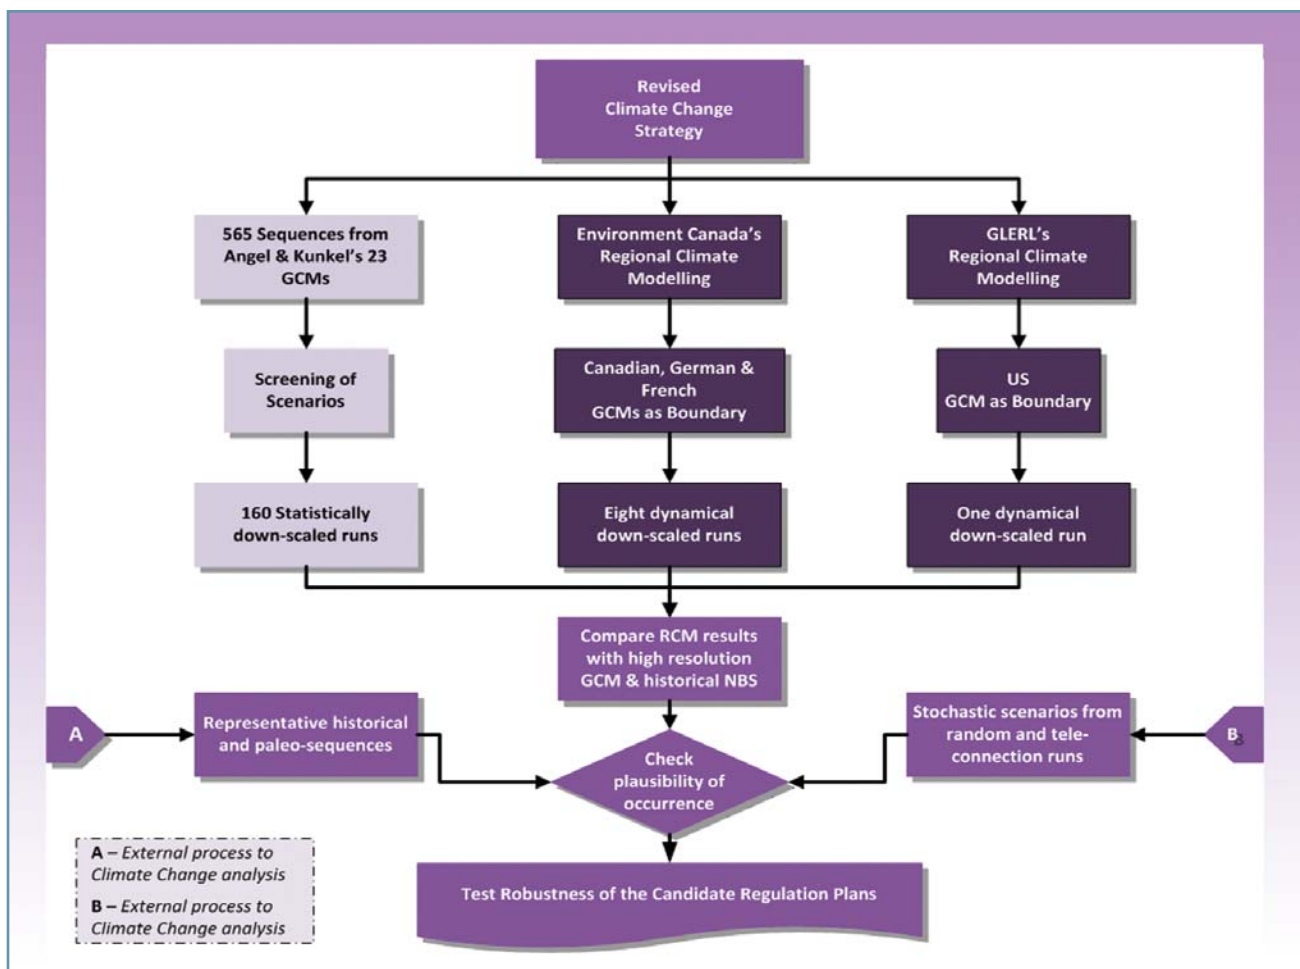 Revised
Climate Change
Strategy
565 Sequences from
Angel & Kunkel's 23
GCMs
Environment Canada's
Regional Climate
Modelling
GLERL's
Regional Climate
Modelling
Screening of
Scenarios
Canadian, German &
French
GCMs as Boundary
US
GCM as Boundary
160 Statistically
down-scaled runs
Eight dynamical
down-scaled runs
One dynamical
down-scaled run
Compare RCM results
with high resolution
GCM & historical NBS
A
Representative historical
and paleo-sequences
Stochastic scenarios from
random and tele-
connection runs
B
Check
plausibility of
occurrence
A – External process to
Climate Change analysis
B – External process to
Climate Change analysis
Test Robustness of the Candidate Regulation Plans